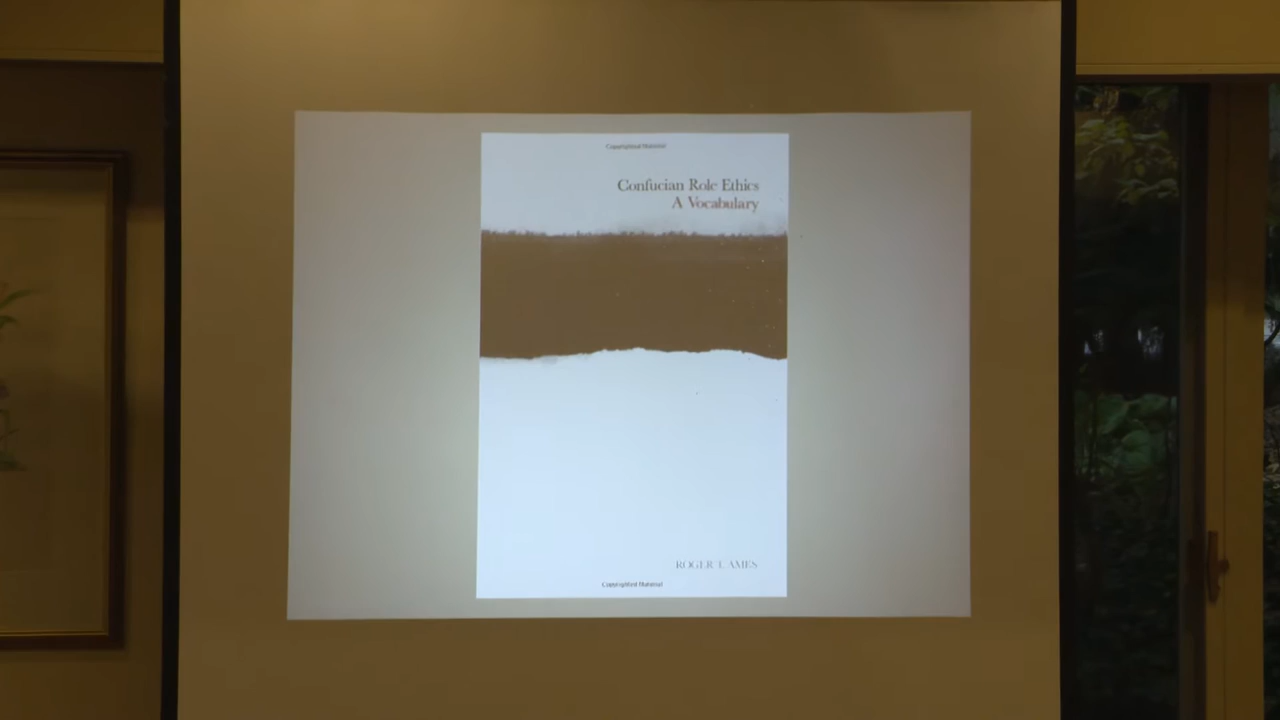 Copyrighted Material
Confucian Role Ethics
A Vocabulary
ROGER T. AMES
Copyrighted Material